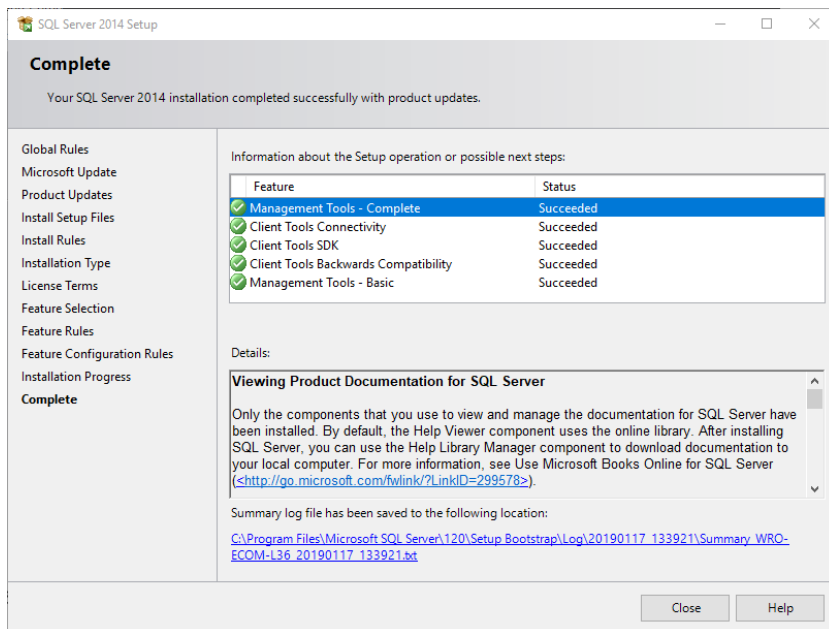 SQL Server 2014 Setup
Complete
Your SQL Server 2014 installation completed successfully with product updates.
Global Rules
Microsoft Update
Product Updates
Install Setup Files
Install Rules
Installation Type
License Terms
Feature Selection
Feature Rules
Feature Configuration Rules
Installation Progress
Complete
Information about the Setup operation or possible next steps:
Feature Status
Management Tools - Complete Succeeded
Client Tools Connectivity Succeeded
Client Tools SDK Succeeded
Client Tools Backwards Compatibility Succeeded
Management Tools - Basic Succeeded
Details:
Viewing Product Documentation for SQL Server
Only the components that you use to view and manage the documentation for SQL Server have
been installed. By default, the Help Viewer component uses the online library. After installing
SQL Server, you can use the Help Library Manager component to download documentation to
your local computer. For more information, see Use Microsoft Books Online for SQL Server
(<http://go.microsoft.com/fwlink/?LinkID=299578>).
Summary log file has been saved to the following location:
C:\Program Files\Microsoft SQL Server\120\Setup Bootstrap\Log\20190117_133921\Summary_WRO-
ECOM-L36_20190117_133921.txt
Close Help